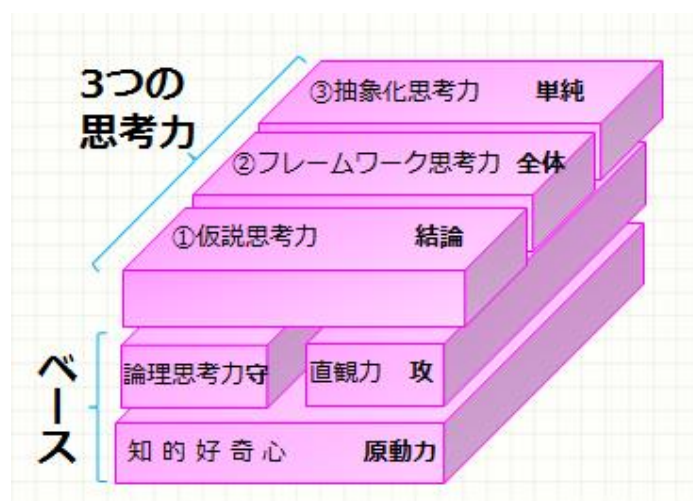 3つの
思考力
③抽象化思考力 単純
②フレームワーク思考力 全体
①仮説思考力 結論
ベース
論理思考力守 直観力 攻
知的好奇心 原動力